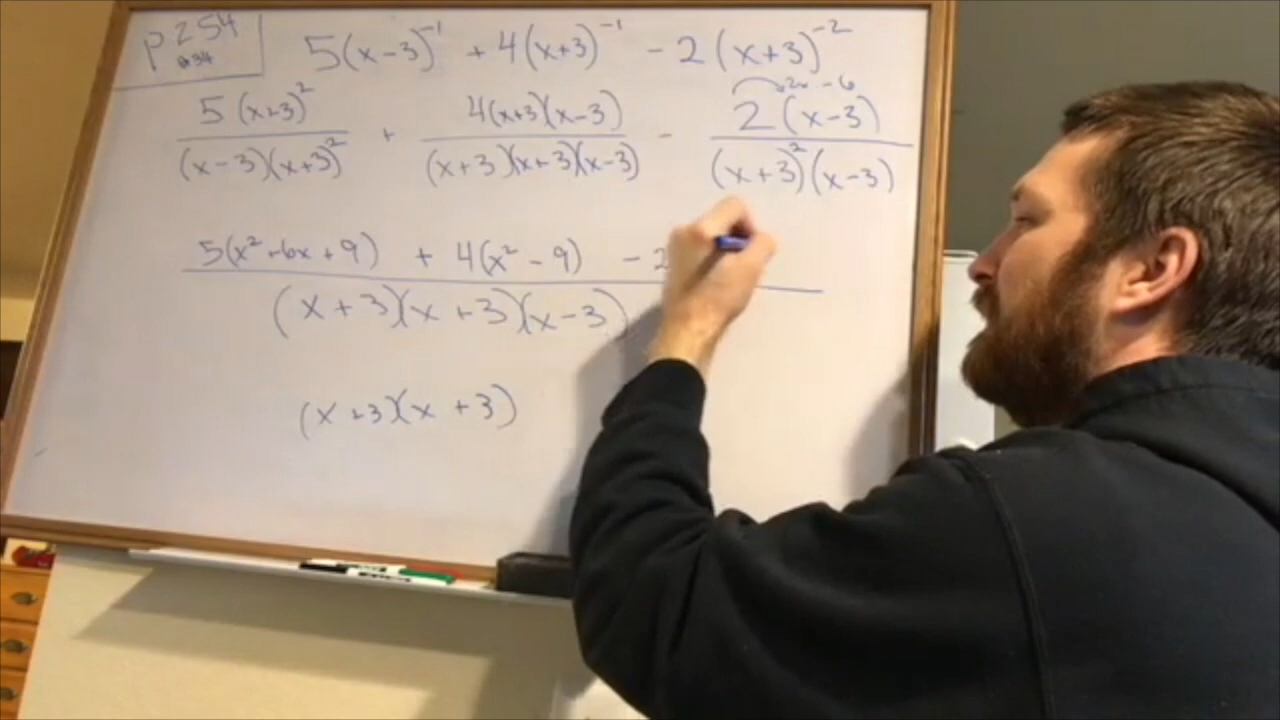 p 254
#34
5(x-3)⁻¹ + 4(x+3)⁻¹ - 2(x+3)⁻²
2x - 6
5(x+3)² + 4(x+3)(x-3) - 2(x-3)
(x-3)(x+3)² (x+3)(x+3)(x-3) (x+3)²(x-3)
5(x²+6x+9) + 4(x²-9) - 2
(x+3)(x+3)(x-3)
(x+3)(x+3)